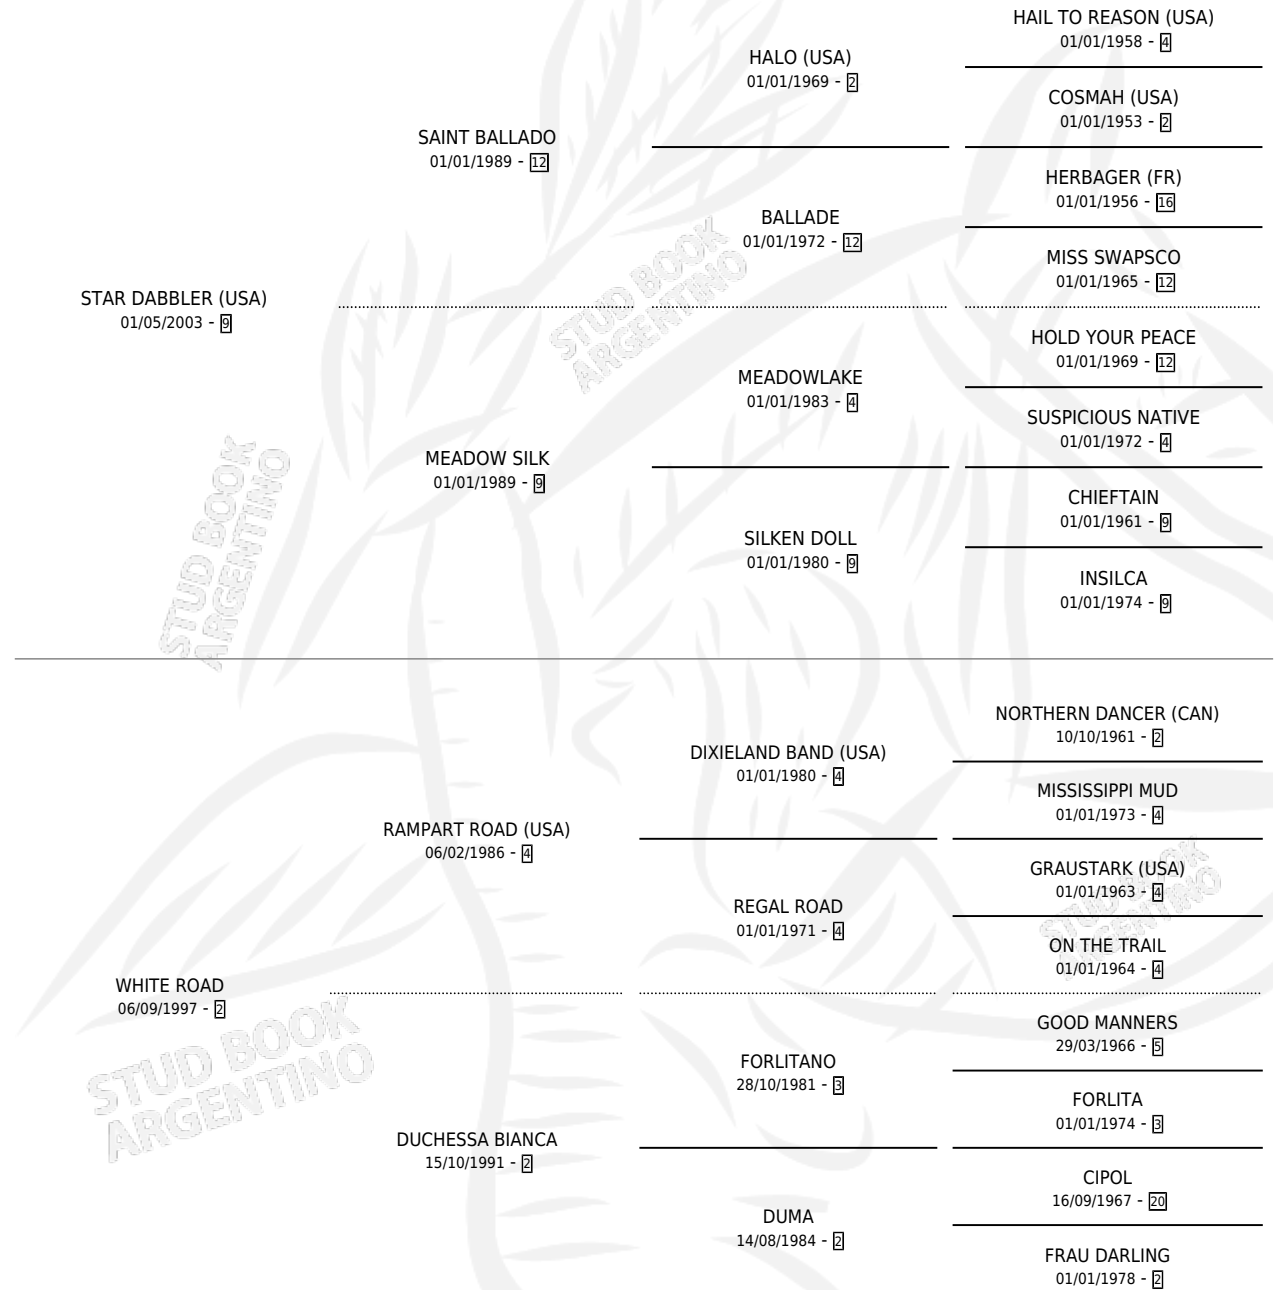 HAIL TO REASON (USA)
01/01/1958 - 4
HALO (USA)
01/01/1969 - 2
COSMAH (USA)
01/01/1953 - 2
SAINT BALLADO
01/01/1989 - 12
HERBAGER (FR)
01/01/1956 - 16
BALLADE
01/01/1972 - 12
MISS SWAPSCO
01/01/1965 - 12
STAR DABBLER (USA)
01/05/2003 - 9
STUD BOOK
ARGENTINO
HOLD YOUR PEACE
01/01/1969 - 12
MEADOWLAKE
01/01/1983 - 4
SUSPICIOUS NATIVE
01/01/1972 - 4
MEADOW SILK
01/01/1989 - 9
CHIEFTAIN
01/01/1961 - 9
SILKEN DOLL
01/01/1980 - 9
INSILCA
01/01/1974 - 9
STUD BOOK
ARGENTINO
NORTHERN DANCER (CAN)
10/10/1961 - 2
DIXIELAND BAND (USA)
01/01/1980 - 4
MISSISSIPPI MUD
01/01/1973 - 4
RAMPART ROAD (USA)
06/02/1986 - 4
GRAUSTARK (USA)
01/01/1963 - 4
REGAL ROAD
01/01/1971 - 4
ON THE TRAIL
01/01/1964 - 4
STUD BOOK
ARGENTINO
WHITE ROAD
06/09/1997 - 2
STUD BOOK
ARGENTINO
GOOD MANNERS
29/03/1966 - 5
FORLITANO
28/10/1981 - 3
FORLITA
01/01/1974 - 3
DUCHESSA BIANCA
15/10/1991 - 2
CIPOL
16/09/1967 - 20
DUMA
14/08/1984 - 2
FRAU DARLING
01/01/1978 - 2